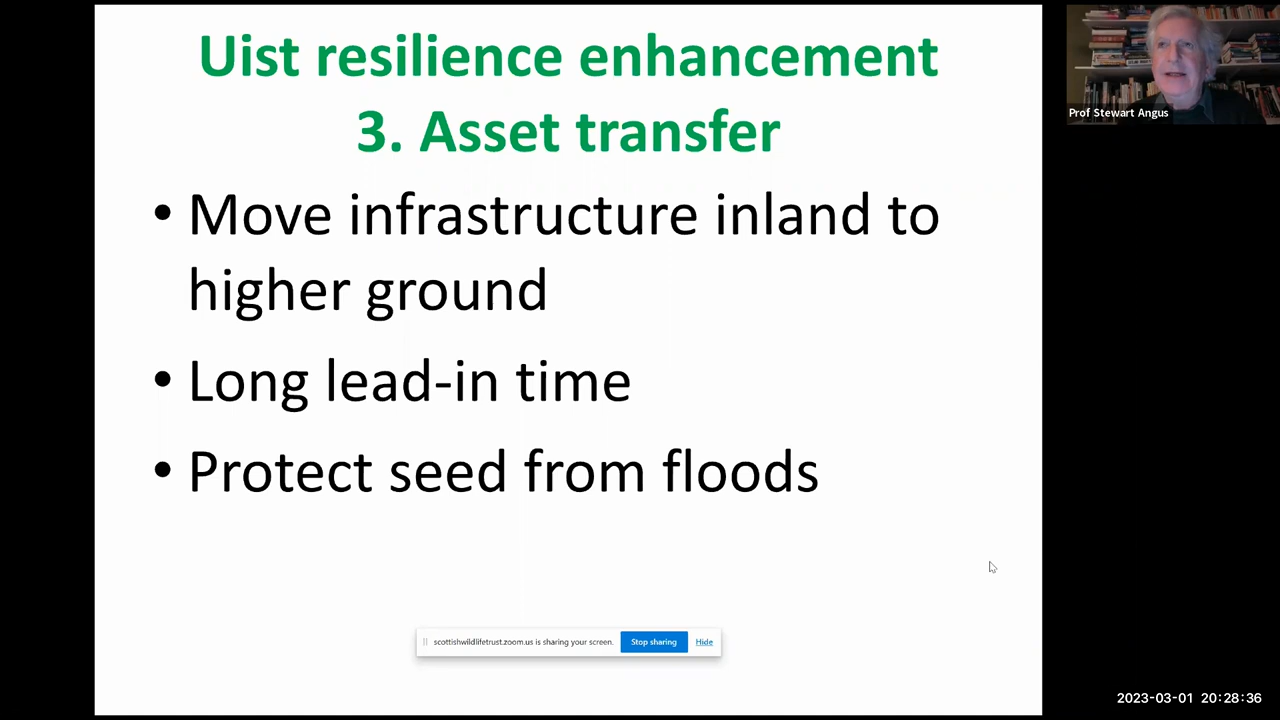 Uist resilience enhancement
3. Asset transfer
• Move infrastructure inland to
higher ground
• Long lead-in time
• Protect seed from floods
scottishwildlifetrust.zoom.us is sharing your screen.
Stop sharing
Hide
Prof Stewart Angus
2023-03-01 20:28:36